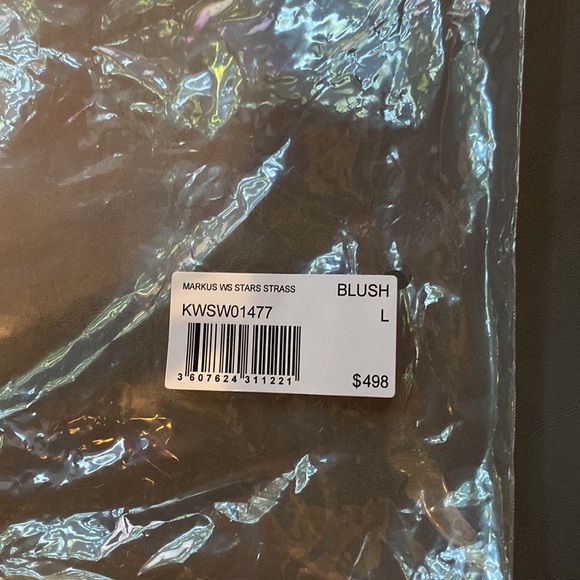 MARKUS WS STARS STRASS BLUSH
KWSW01477 L
3 607624 311221
$498